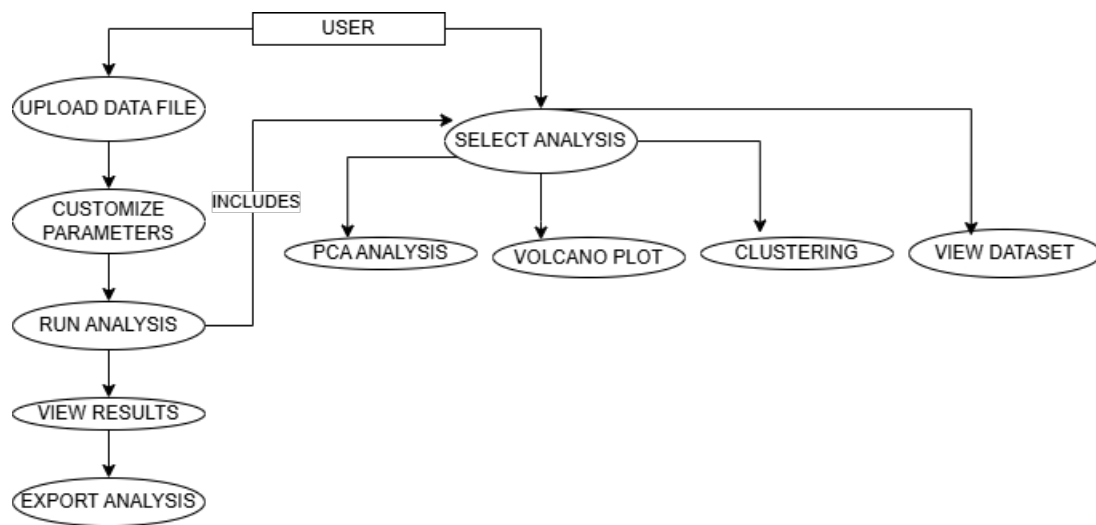 USER
UPLOAD DATA FILE
SELECT ANALYSIS
CUSTOMIZE
PARAMETERS
INCLUDES
PCA ANALYSIS
VOLCANO PLOT
CLUSTERING
VIEW DATASET
RUN ANALYSIS
VIEW RESULTS
EXPORT ANALYSIS